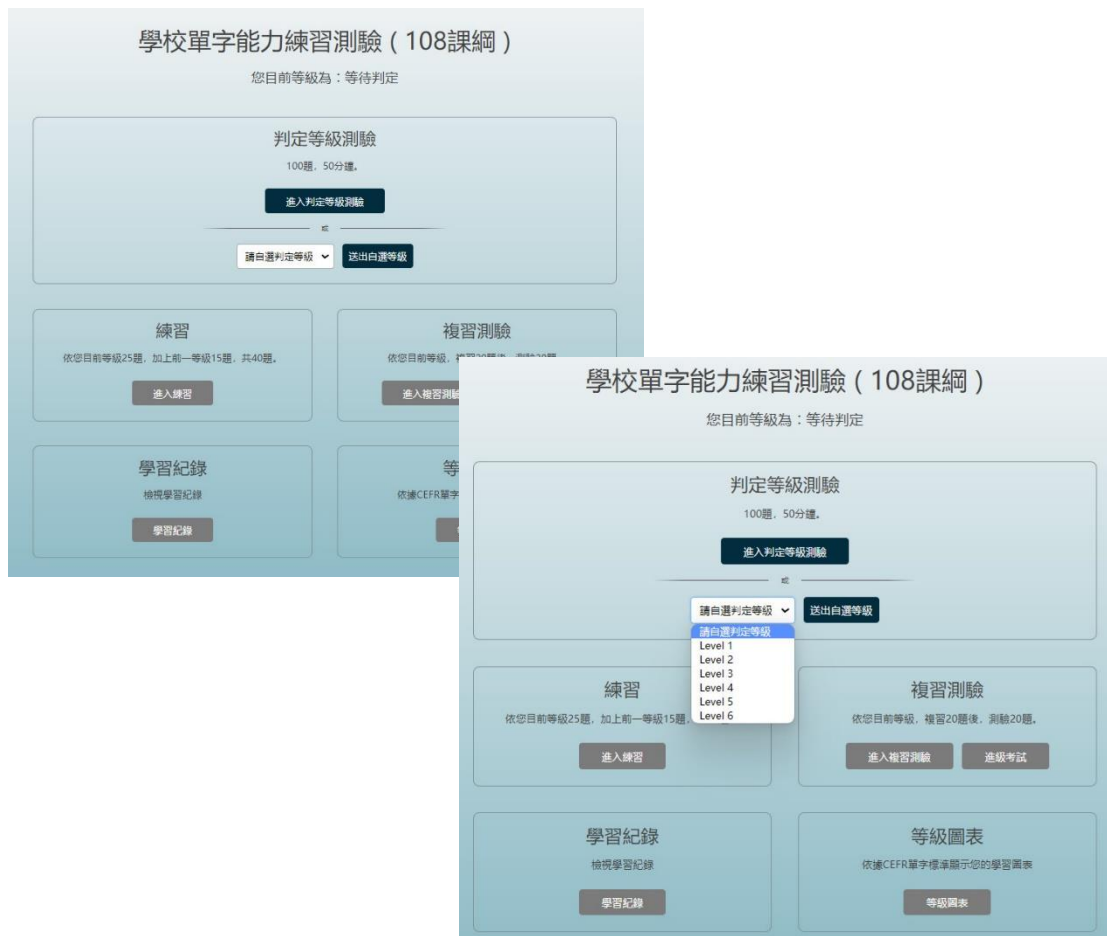 學校單字能力練習測驗 ( 108課綱 )
您目前等級為：等待判定
判定等級測驗
100題, 50分鐘。
進入判定等級測驗
或
請自選判定等級
送出自選等級
練習
依您目前等級25題, 加上前一等級15題, 共40題。
進入練習
複習測驗
依您目前等級,
進入複習測驗
學習紀錄
檢視學習紀錄
學習紀錄
等
依據CEFR單字
學校單字能力練習測驗 ( 108課綱 )
您目前等級為：等待判定
判定等級測驗
100題, 50分鐘。
進入判定等級測驗
或
請自選判定等級
送出自選等級
請自選判定等級
Level 1
Level 2
Level 3
Level 4
Level 5
Level 6
練習
依您目前等級25題, 加上前一等級15題,
進入練習
複習測驗
依您目前等級, 複習20題後, 測驗20題。
進入複習測驗
進級考試
學習紀錄
檢視學習紀錄
學習紀錄
等級圖表
依據CEFR單字標準顯示您的學習圖表
等級圖表